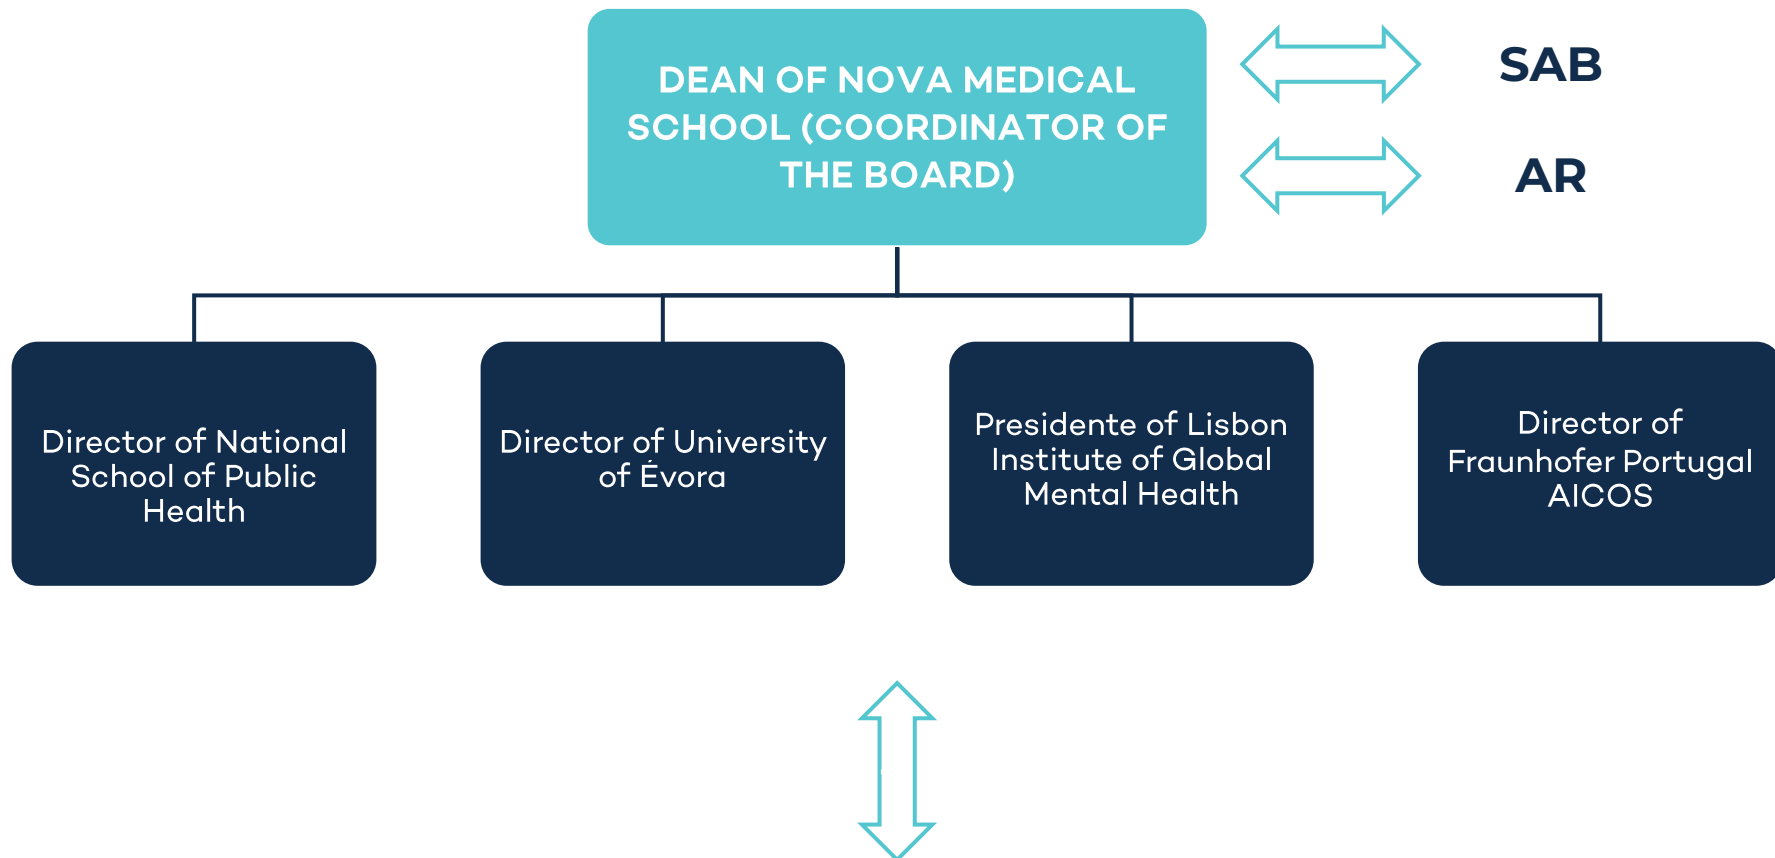 DEAN OF NOVA MEDICAL
SCHOOL (COORDINATOR OF
THE BOARD)
SAB
AR
Director of National
School of Public
Health
Director of University
of Évora
Presidente of Lisbon
Institute of Global
Mental Health
Director of
Fraunhofer Portugal
AICOS